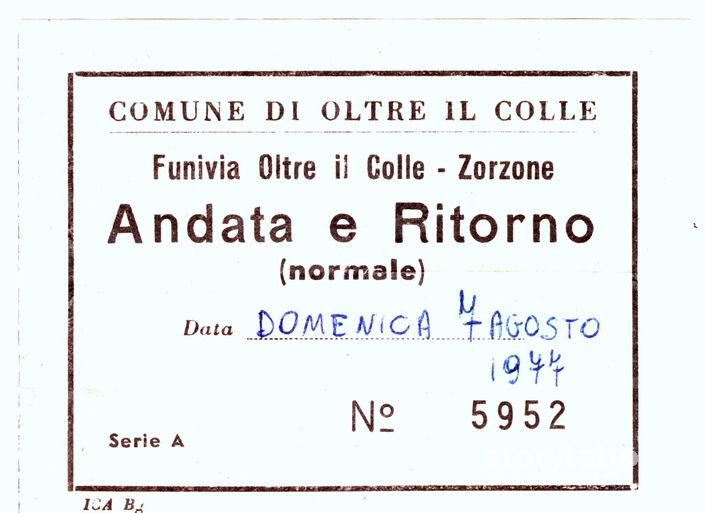 COMUNE DI OLTRE IL COLLE
Funivia Oltre il Colle - Zorzone
Andata e Ritorno
(normale)
Data DOMENICA 7 AGOSTO
1977
Nº 5952
Serie A
ICA Bg